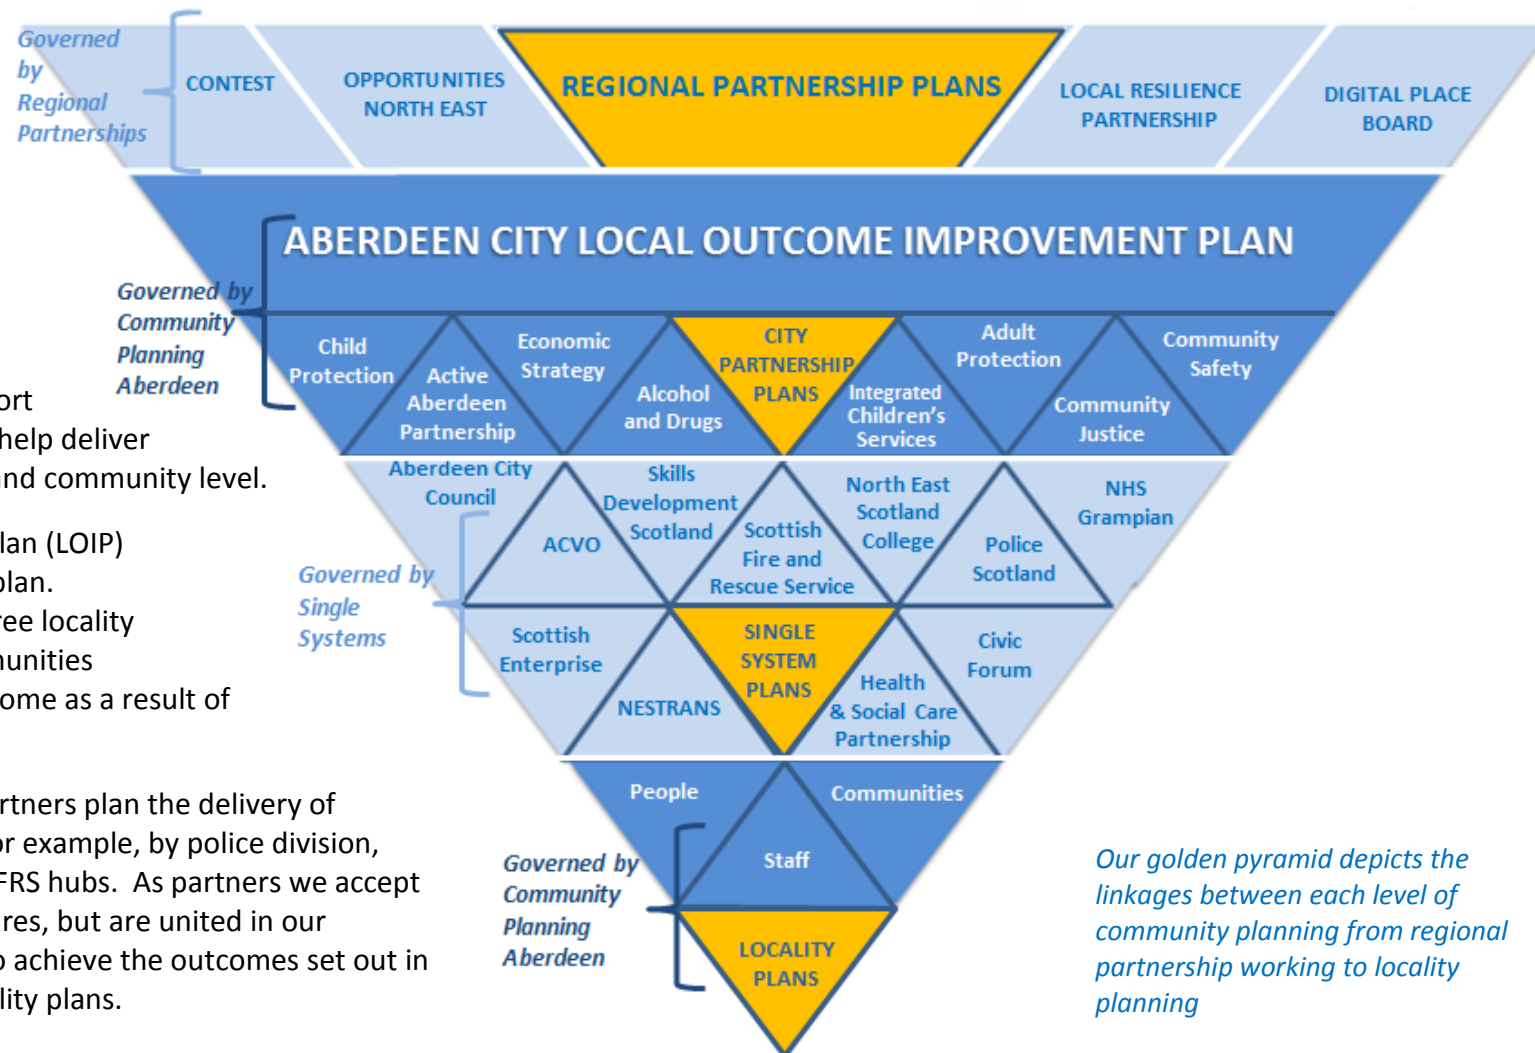 Governed
by
Regional
Partnerships
CONTEST
OPPORTUNITIES
NORTH EAST
REGIONAL PARTNERSHIP PLANS
LOCAL RESILIENCE
PARTNERSHIP
DIGITAL PLACE
BOARD
ABERDEEN CITY LOCAL OUTCOME IMPROVEMENT PLAN
Governed by
Community
Planning
Aberdeen
Child
Protection
Active
Aberdeen
Partnership
Economic
Strategy
Alcohol
and Drugs
CITY
PARTNERSHIP
PLANS
Integrated
Children's
Services
Adult
Protection
Community
Justice
Community
Safety
ort
help deliver
and community level.
lan (LOIP)
plan.
ree locality
munities
ome as a result of
Aberdeen City
Council
ACVO
Skills
Development
Scotland
Scottish
Fire and
Rescue Service
North East
Scotland
College
Police
Scotland
NHS
Grampian
Governed by
Single
Systems
Scottish
Enterprise
NESTRANS
SINGLE
SYSTEM
PLANS
Health
& Social Care
Partnership
Civic
Forum
artners plan the delivery of
or example, by police division,
FRS hubs. As partners we accept
res, but are united in our
o achieve the outcomes set out in
lity plans.
People
Staff
Communities
Governed by
Community
Planning
Aberdeen
LOCALITY
PLANS
Our golden pyramid depicts the
linkages between each level of
community planning from regional
partnership working to locality
planning